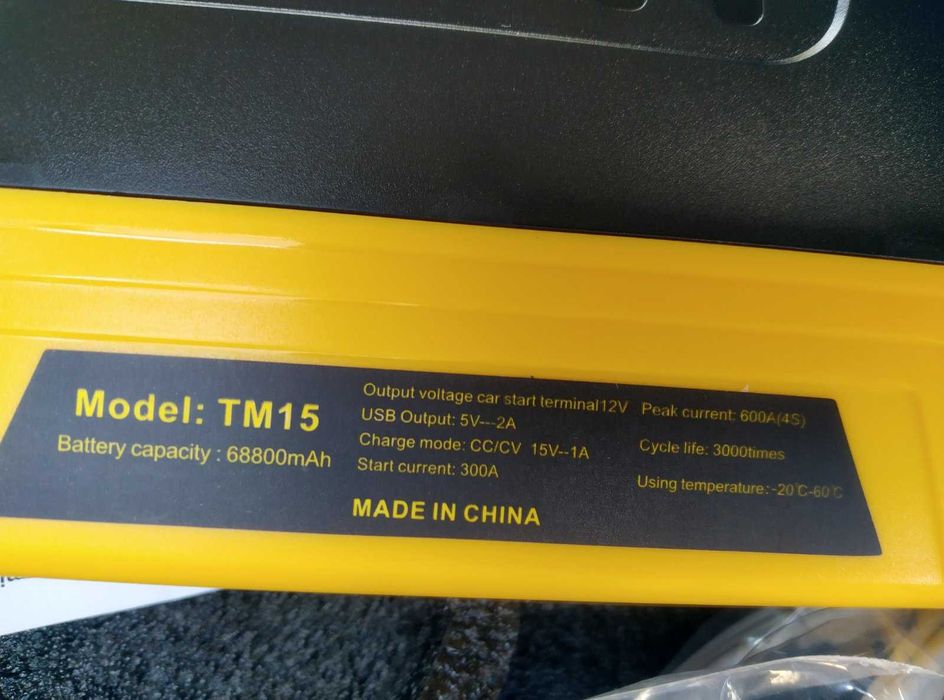 Model: TM15
Battery capacity : 68800mAh
Output voltage car start terminal12V
USB Output: 5V---2A
Charge mode: CC/CV 15V--1A
Start current: 300A
Peak current: 600A(4S)
Cycle life: 3000times
Using temperature:-20℃-60℃
MADE IN CHINA